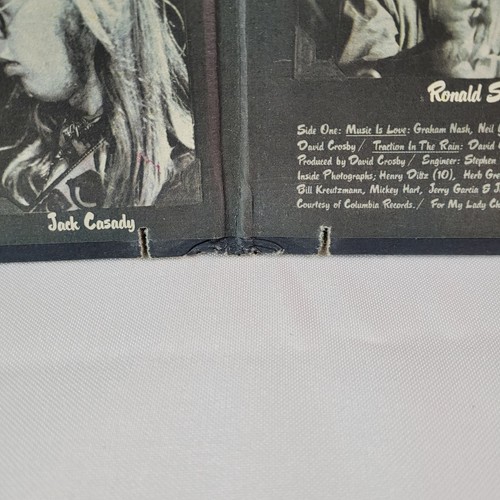 Jack Casady
Ronald S
Side One: Music Is Love: Graham Nash, Neil
David Crosby / Traction In The Rain: David
Produced by David Crosby / Engineer: Stephen
Inside Photographs; Henry Diltz (10), Herb Gre
Bill Kreutzmann, Mickey Hart, Jerry Garcia & J
Courtesy of Columbia Records. / For My Lady Ch